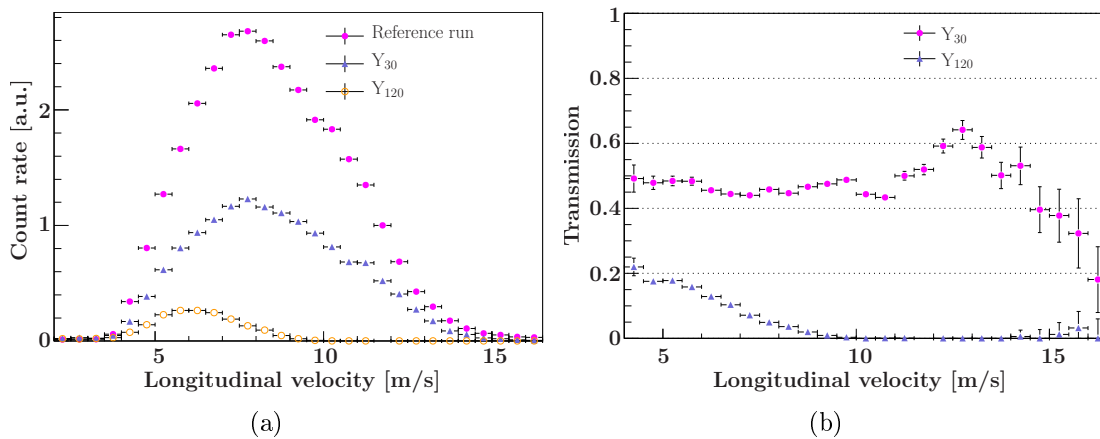 Reference run
Y30
Y120
Count rate [a.u.]
2
1
0
5
10
15
Longitudinal velocity [m/s]
(a)
Y30
Y120
Transmission
1
0.8
0.6
0.4
0.2
0
5
10
15
Longitudinal velocity [m/s]
(b)